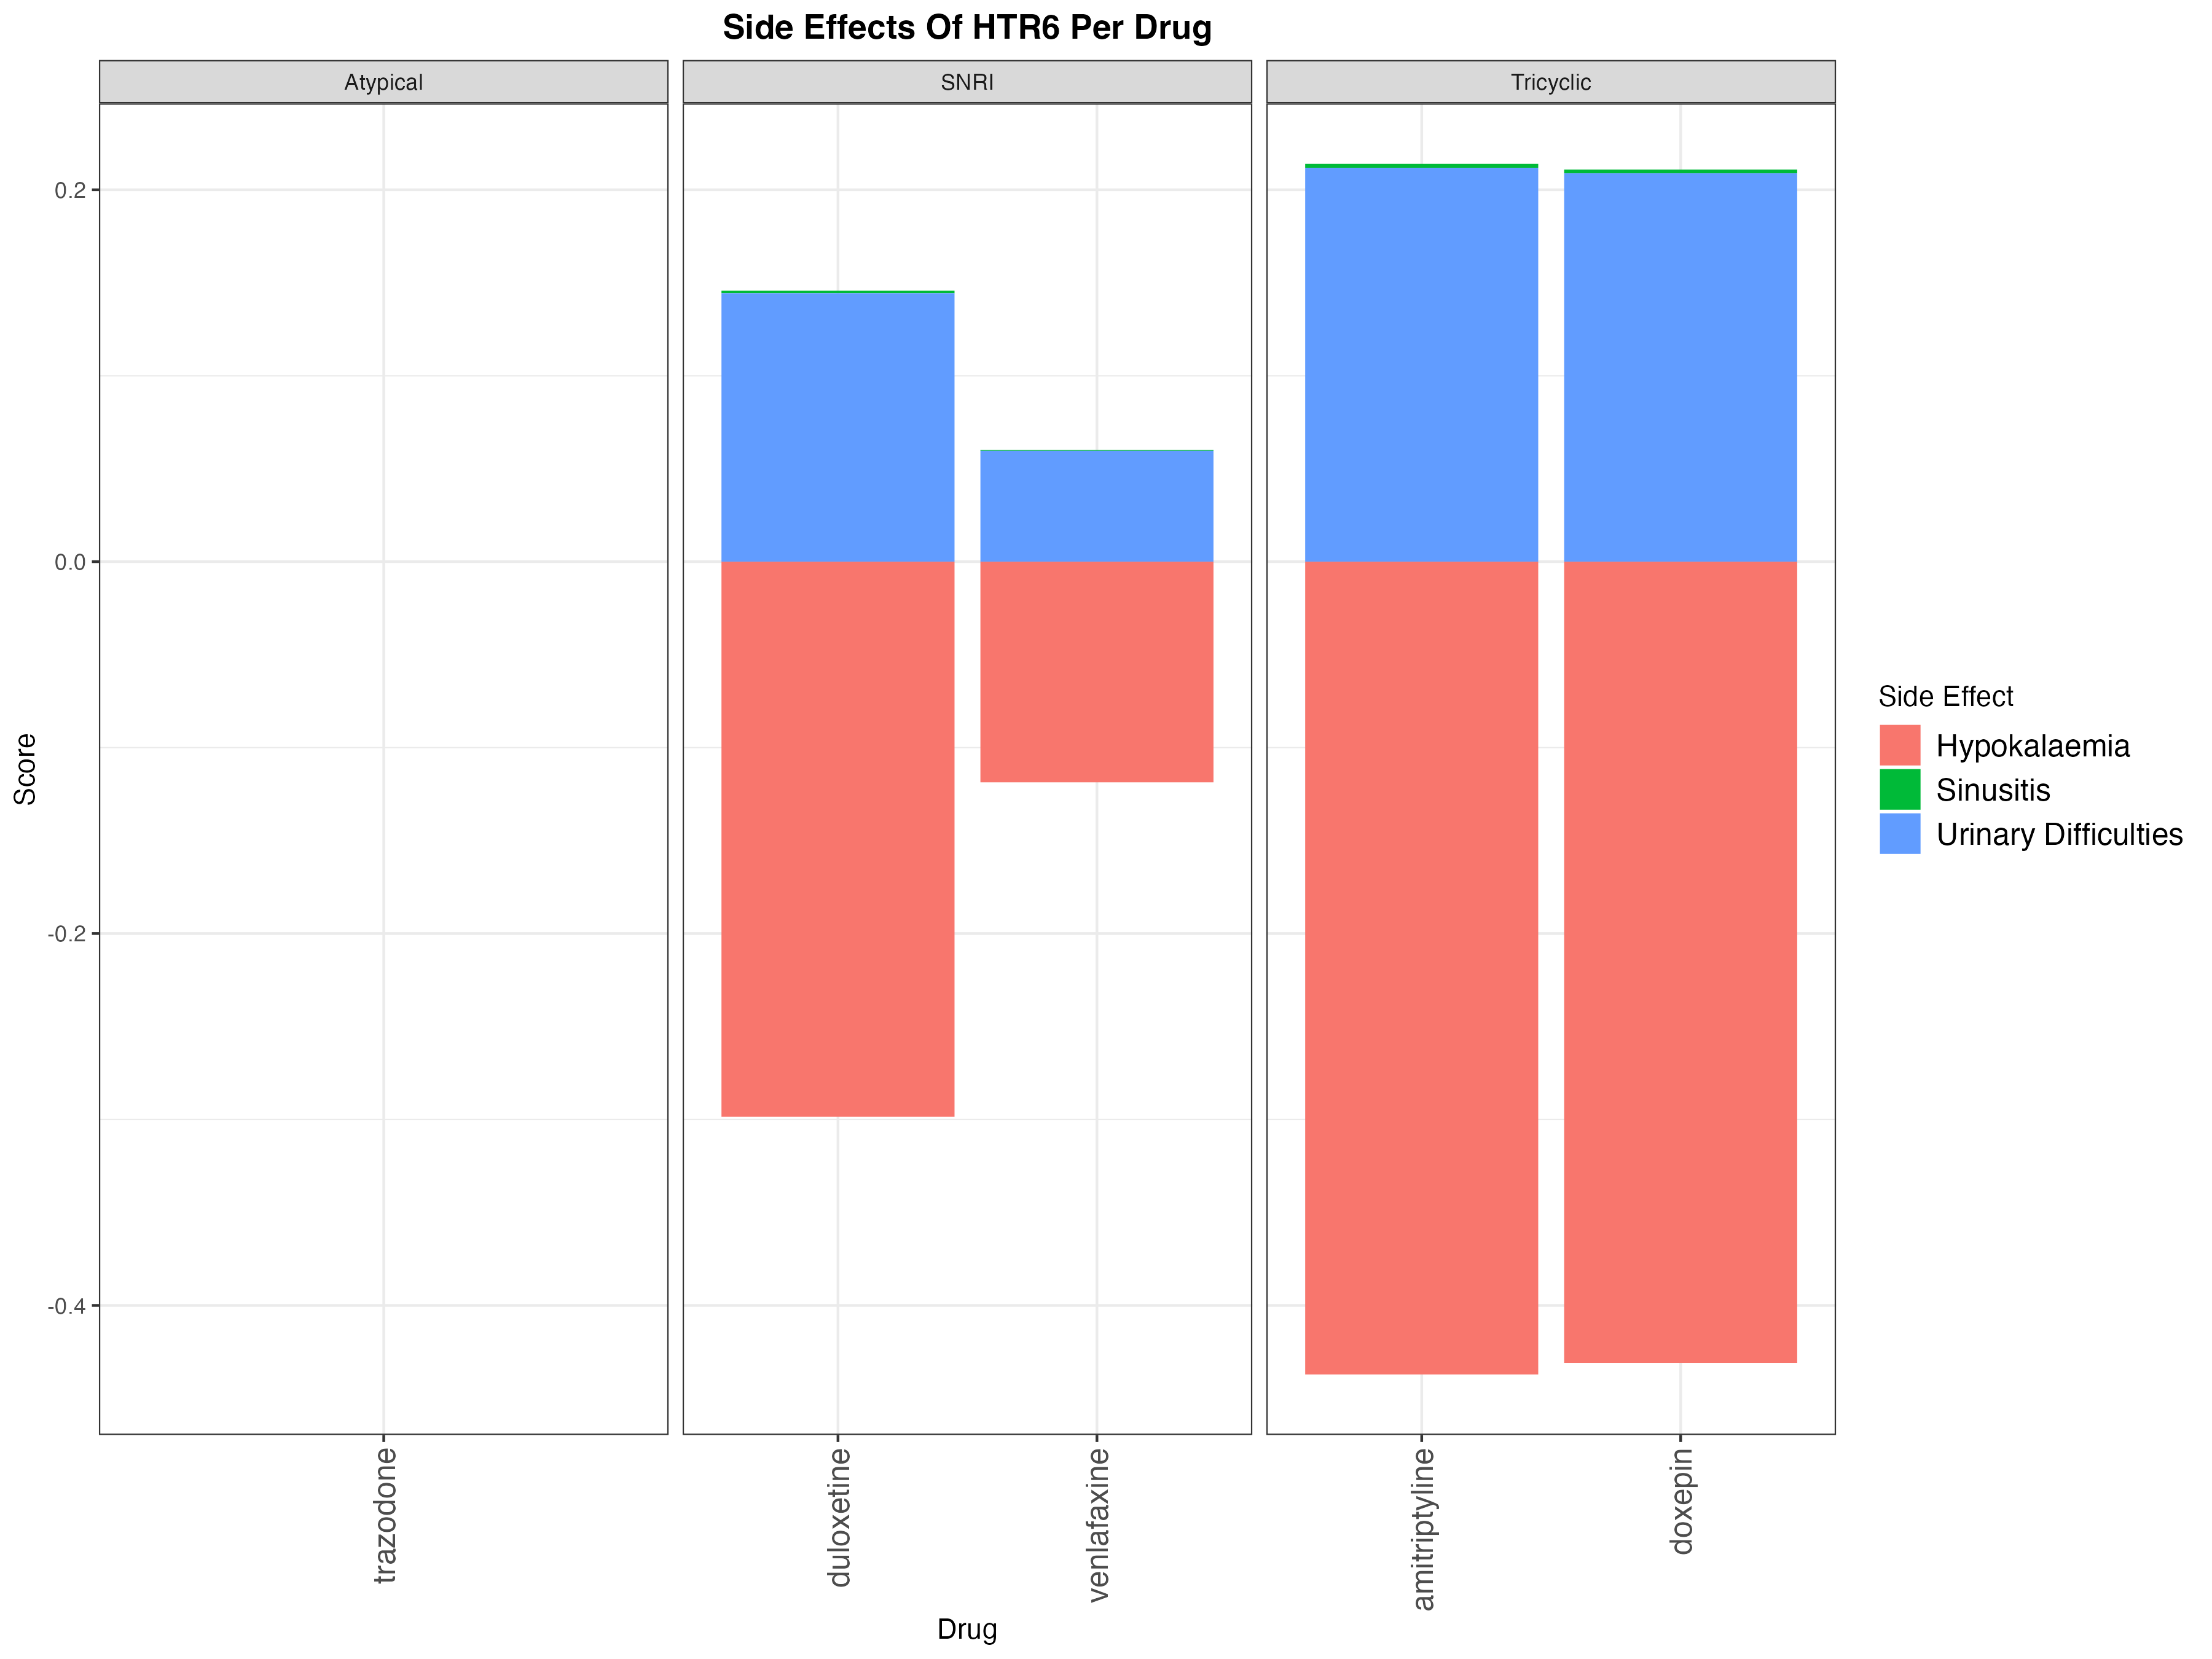 Side Effects Of HTR6 Per Drug
Atypical
SNRI
Tricyclic
0.2
0.0
-0.2
-0.4
Score
trazodone
duloxetine
venlafaxine
amitriptyline
doxepin
Drug
Side Effect
Hypokalaemia
Sinusitis
Urinary Difficulties